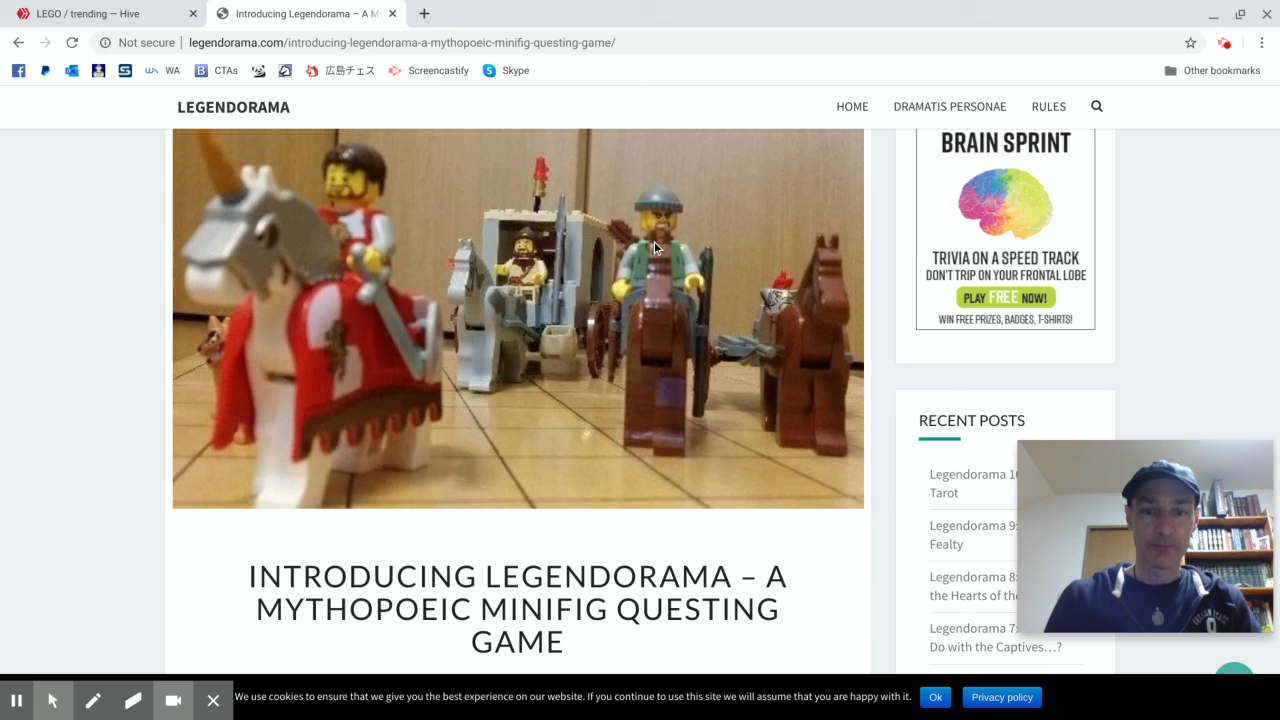 LEGO / trending — Hive
Introducing Legendorama – A M
Not secure
legendorama.com/introducing-legendorama-a-mythopoeic-minifig-questing-game/
WA
CTAs
広島チェス
Screencastify
Skype
Other bookmarks
LEGENDORAMA
HOME
DRAMATIS PERSONAE
RULES
BRAIN SPRINT
TRIVIA ON A SPEED TRACK
DON'T TRIP ON YOUR FRONTAL LOBE
PLAY FREE NOW!
WIN FREE PRIZES, BADGES, T-SHIRTS!
INTRODUCING LEGENDORAMA – A
MYTHOPOEIC MINIFIG QUESTING
GAME
RECENT POSTS
Legendorama
Tarot
Legendorama 9:
Fealty
Legendorama 8:
the Hearts of the
Legendorama 7:
Do with the Captives…?
We use cookies to ensure that we give you the best experience on our website. If you continue to use this site we will assume that you are happy with it.
Ok
Privacy policy